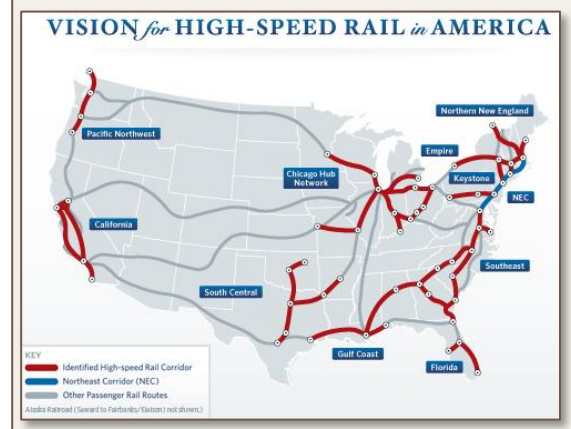 VISION for HIGH-SPEED RAIL in AMERICA
Northern New England
Pacific Northwest
Empire
Chicago Hub
Network
Keystone
NEC
California
Southeast
South Central
Gulf Coast
Florida
KEY
Identified High-speed Rail Corridor
Northeast Corridor (NEC)
Other Passenger Rail Routes
Alaska Railroad (Seward to Fairbanks/Eielson) not shown.)